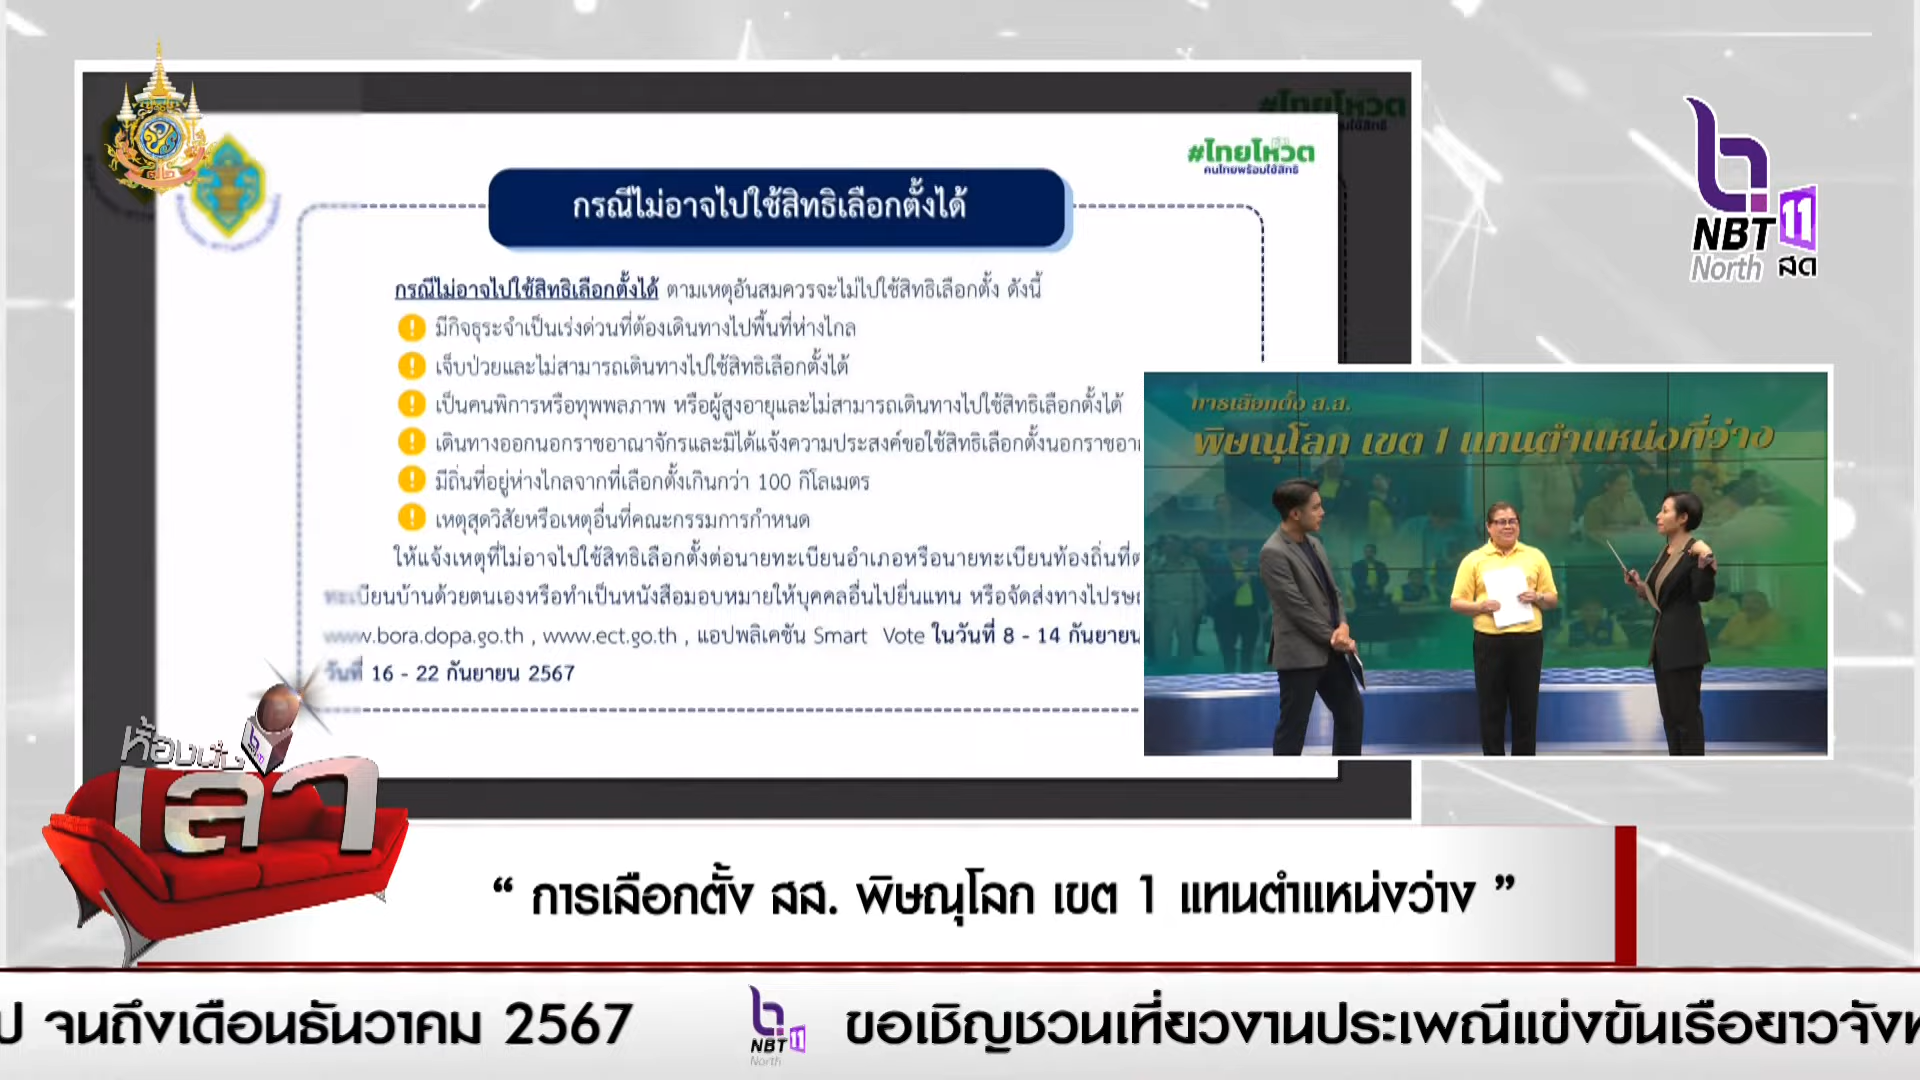 #ไทยโหวต
คนไทยพร้อมใช้สิทธิ
กรณีไม่อาจไปใช้สิทธิเลือกตั้งได้
กรณีไม่อาจไปใช้สิทธิเลือกตั้งได้ ตามเหตุอันสมควรจะไม่ไปใช้สิทธิเลือกตั้ง ดังนี้
มีกิจธุระจำเป็นเร่งด่วนที่ต้องเดินทางไปพื้นที่ห่างไกล
เจ็บป่วยและไม่สามารถเดินทางไปใช้สิทธิเลือกตั้งได้
เป็นคนพิการหรือทุพพลภาพ หรือผู้สูงอายุและไม่สามารถเดินทางไปใช้สิทธิเลือกตั้งได้
เดินทางออกนอกราชอาณาจักรและมิได้แจ้งความประสงค์ขอใช้สิทธิเลือกตั้งนอกราชอา
มีถิ่นที่อยู่ห่างไกลจากที่เลือกตั้งเกินกว่า 100 กิโลเมตร
เหตุสุดวิสัยหรือเหตุอื่นที่คณะกรรมการกำหนด
ให้แจ้งเหตุที่ไม่อาจไปใช้สิทธิเลือกตั้งต่อนายทะเบียนอำเภอหรือนายทะเบียนท้องถิ่นที่ต
ทะเบียนบ้านด้วยตนเองหรือทำเป็นหนังสือมอบหมายให้บุคคลอื่นไปยื่นแทน หรือจัดส่งทางไปรษ
www.bora.dopa.go.th , www.ect.go.th , แอปพลิเคชัน Smart Vote ในวันที่ 8 - 14 กันยายน
วันที่ 16 - 22 กันยายน 2567
NBT 11
North สด
การเลือกตั้ง ส.ส.
พิษณุโลก เขต 1 แทนตำแหน่งที่ว่าง
ห้องนั่ง
เล่า
“ การเลือกตั้ง สส. พิษณุโลก เขต 1 แทนตำแหน่งว่าง ”
ป จนถึงเดือนธันวาคม 2567 NBT 11 North ขอเชิญชวนเที่ยวงานประเพณีแข่งขันเรือยาวจังห